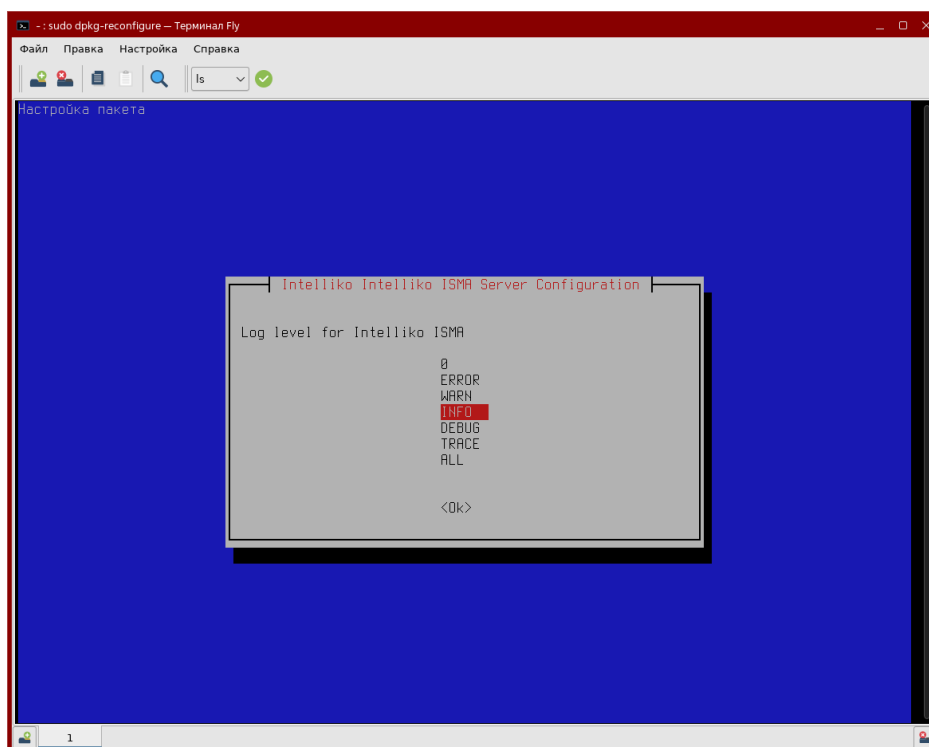 - : sudo dpkg-reconfigure — Терминал Fly
Файл Правка Настройка Справка
ls
Настройка пакета
Intelliko Intelliko ISMA Server Configuration
Log level for Intelliko ISMA
0
ERROR
WARN
INFO
DEBUG
TRACE
ALL
<Ok>
1